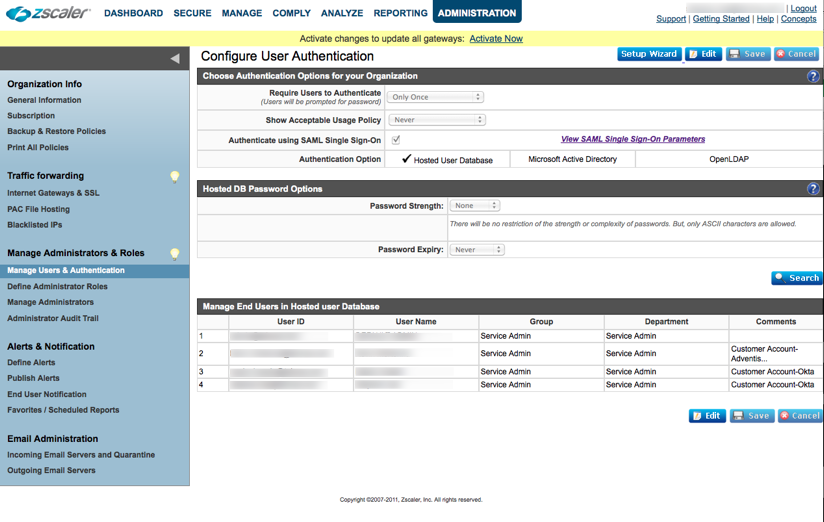 zscaler DASHBOARD SECURE MANAGE COMPLY ANALYZE REPORTING ADMINISTRATION
| Logout
Support | Getting Started | Help | Concepts
Activate changes to update all gateways: Activate Now
Configure User Authentication
Setup Wizard Edit Save Cancel
Organization Info
General Information
Subscription
Backup & Restore Policies
Print All Policies
Traffic forwarding
Internet Gateways & SSL
PAC File Hosting
Blacklisted IPs
Manage Administrators & Roles
Manage Users & Authentication
Define Administrator Roles
Manage Administrators
Administrator Audit Trail
Alerts & Notification
Define Alerts
Publish Alerts
End User Notification
Favorites / Scheduled Reports
Email Administration
Incoming Email Servers and Quarantine
Outgoing Email Servers
Choose Authentication Options for your Organization ?
Require Users to Authenticate Only Once
(Users will be prompted for password)
Show Acceptable Usage Policy Never
Authenticate using SAML Single Sign-On View SAML Single Sign-On Parameters
Authentication Option Hosted User Database Microsoft Active Directory OpenLDAP
Hosted DB Password Options ?
Password Strength: None
There will be no restriction of the strength or complexity of passwords. But, only ASCII characters are allowed.
Password Expiry: Never
Search
Manage End Users in Hosted user Database
User ID User Name Group Department Comments
1 Service Admin Service Admin
2 Service Admin Service Admin Customer Account-
Adventis...
3 Service Admin Service Admin Customer Account-Okta
4 Service Admin Service Admin Customer Account-Okta
Edit Save Cancel
Copyright ©2007-2011, Zscaler, Inc. All rights reserved.